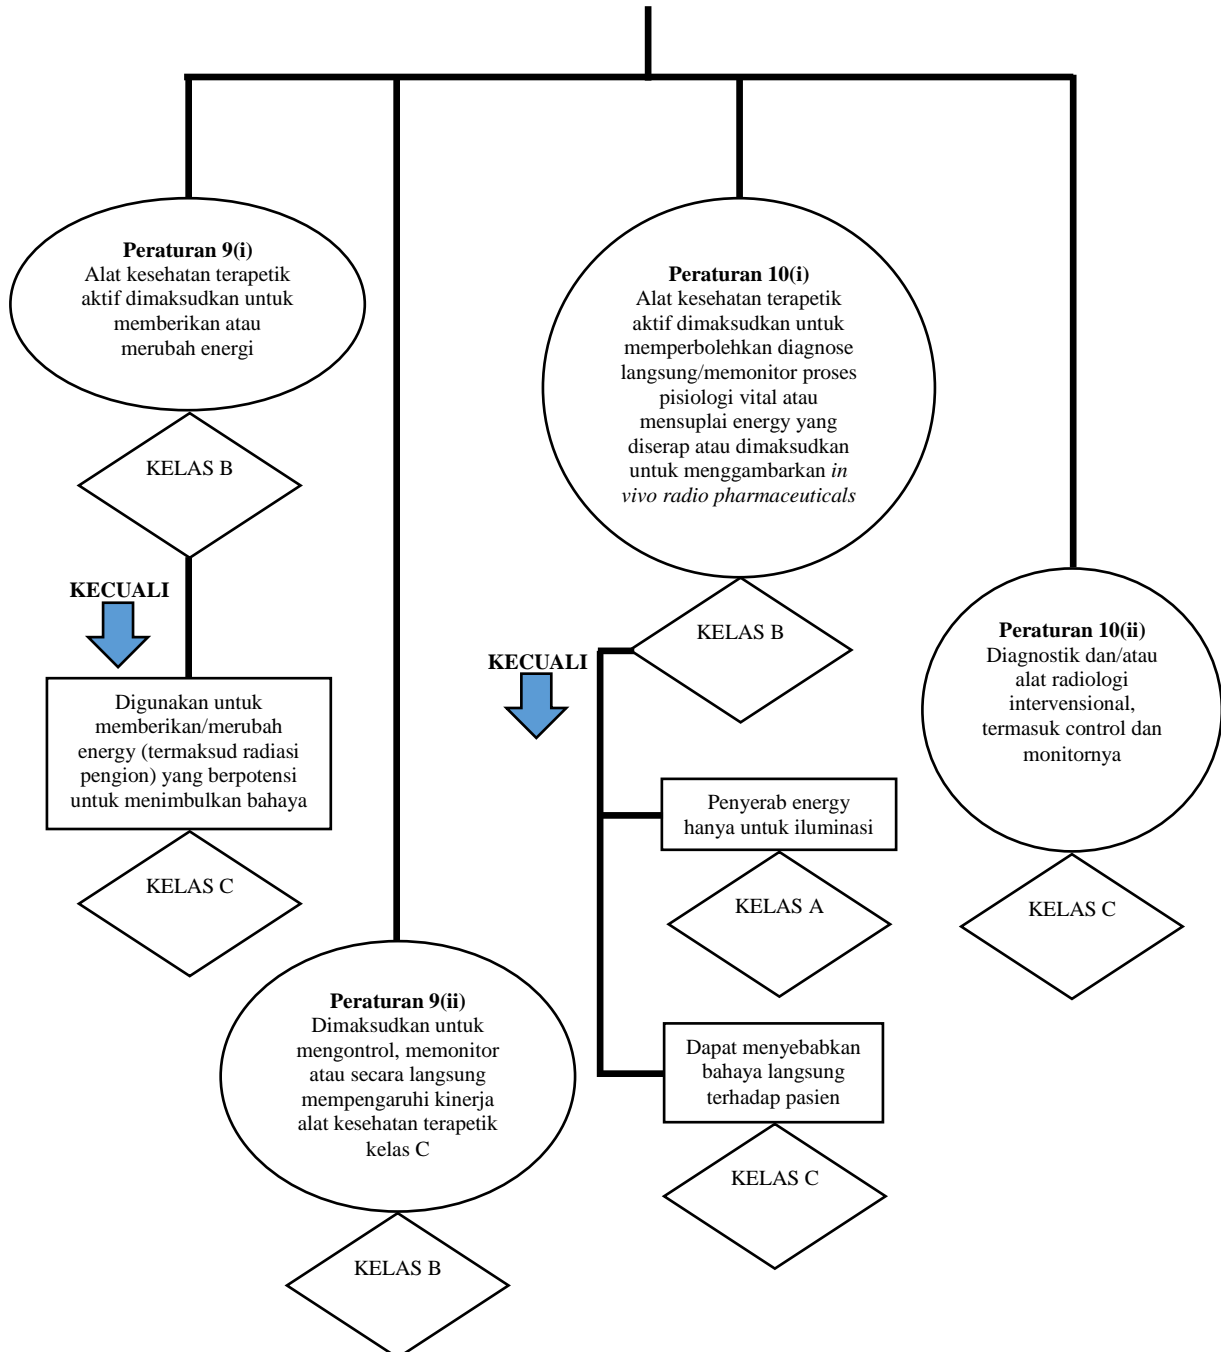 Peraturan 9(i)
Alat kesehatan terapetik
aktif dimaksudkan untuk
memberikan atau
merubah energi
KELAS B
KECUALI
Digunakan untuk
memberikan/merubah
energy (termaksud radiasi
pengion) yang berpotensi
untuk menimbulkan bahaya
KELAS C
Peraturan 9(ii)
Dimaksudkan untuk
mengontrol, memonitor
atau secara langsung
mempengaruhi kinerja
alat kesehatan terapetik
kelas C
KELAS B
Peraturan 10(i)
Alat kesehatan terapetik
aktif dimaksudkan untuk
memperbolehkan diagnose
langsung/memonitor proses
pisiologi vital atau
mensuplai energy yang
diserap atau dimaksudkan
untuk menggambarkan in
vivo radio pharmaceuticals
KELAS B
KECUALI
Penyerab energy
hanya untuk iluminasi
KELAS A
Dapat menyebabkan
bahaya langsung
terhadap pasien
KELAS C
Peraturan 10(ii)
Diagnostik dan/atau
alat radiologi
intervensional,
termasuk control dan
monitornya
KELAS C